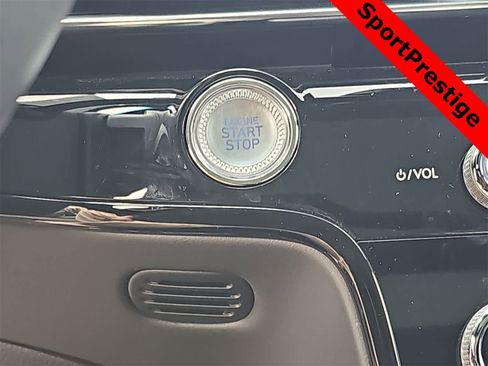 SportPrestige
ENGINE
START
STOP
⏻/VOL